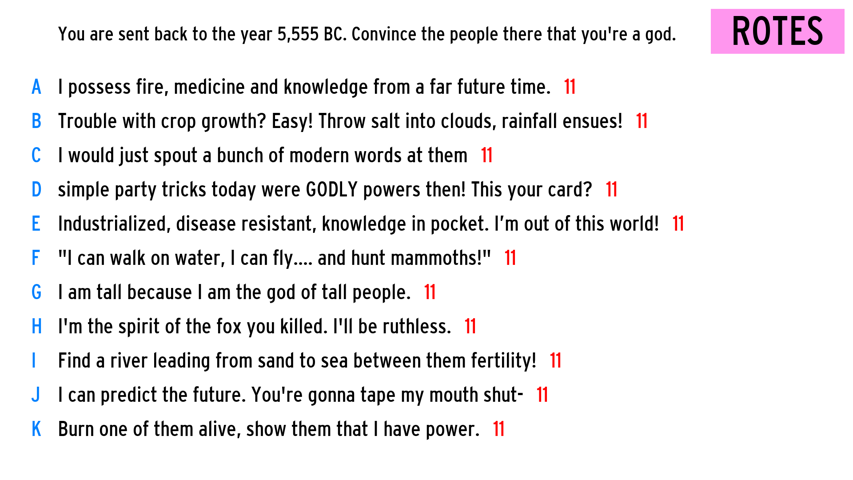 You are sent back to the year 5,555 BC. Convince the people there that you're a god.
ROTES
A I possess fire, medicine and knowledge from a far future time. 11
B Trouble with crop growth? Easy! Throw salt into clouds, rainfall ensues! 11
C I would just spout a bunch of modern words at them 11
D simple party tricks today were GODLY powers then! This your card? 11
E Industrialized, disease resistant, knowledge in pocket. I’m out of this world! 11
F "I can walk on water, I can fly.... and hunt mammoths!" 11
G I am tall because I am the god of tall people. 11
H I'm the spirit of the fox you killed. I'll be ruthless. 11
I Find a river leading from sand to sea between them fertility! 11
J I can predict the future. You're gonna tape my mouth shut- 11
K Burn one of them alive, show them that I have power. 11